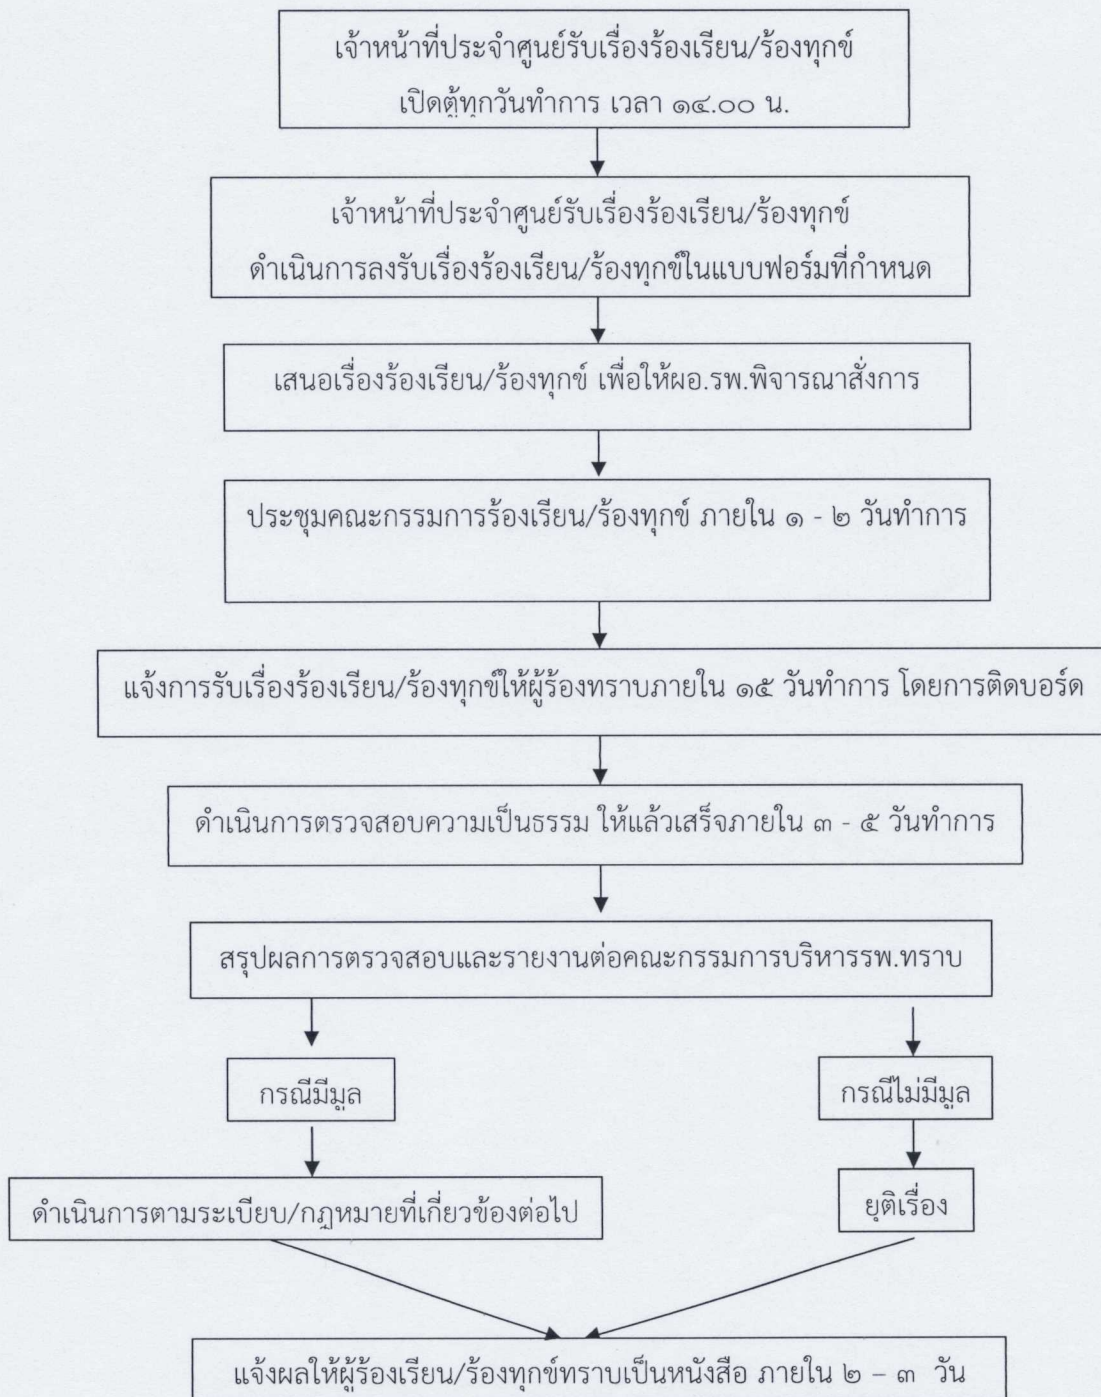 เจ้าหน้าที่ประจำศูนย์รับเรื่องร้องเรียน/ร้องทุกข์
เปิดตู้ทุกวันทำการ เวลา ๑๔.๐๐ น.
เจ้าหน้าที่ประจำศูนย์รับเรื่องร้องเรียน/ร้องทุกข์
ดำเนินการลงรับเรื่องร้องเรียน/ร้องทุกข์ในแบบฟอร์มที่กำหนด
เสนอเรื่องร้องเรียน/ร้องทุกข์ เพื่อให้ผอ.รพ.พิจารณาสั่งการ
ประชุมคณะกรรมการร้องเรียน/ร้องทุกข์ ภายใน ๑ - ๒ วันทำการ
แจ้งการรับเรื่องร้องเรียน/ร้องทุกข์ให้ผู้ร้องทราบภายใน ๑๕ วันทำการ โดยการติดบอร์ด
ดำเนินการตรวจสอบความเป็นธรรม ให้แล้วเสร็จภายใน ๓ - ๕ วันทำการ
สรุปผลการตรวจสอบและรายงานต่อคณะกรรมการบริหารรพ.ทราบ
กรณีมีมูล
กรณีไม่มีมูล
ดำเนินการตามระเบียบ/กฎหมายที่เกี่ยวข้องต่อไป
ยุติเรื่อง
แจ้งผลให้ผู้ร้องเรียน/ร้องทุกข์ทราบเป็นหนังสือ ภายใน ๒ – ๓ วัน